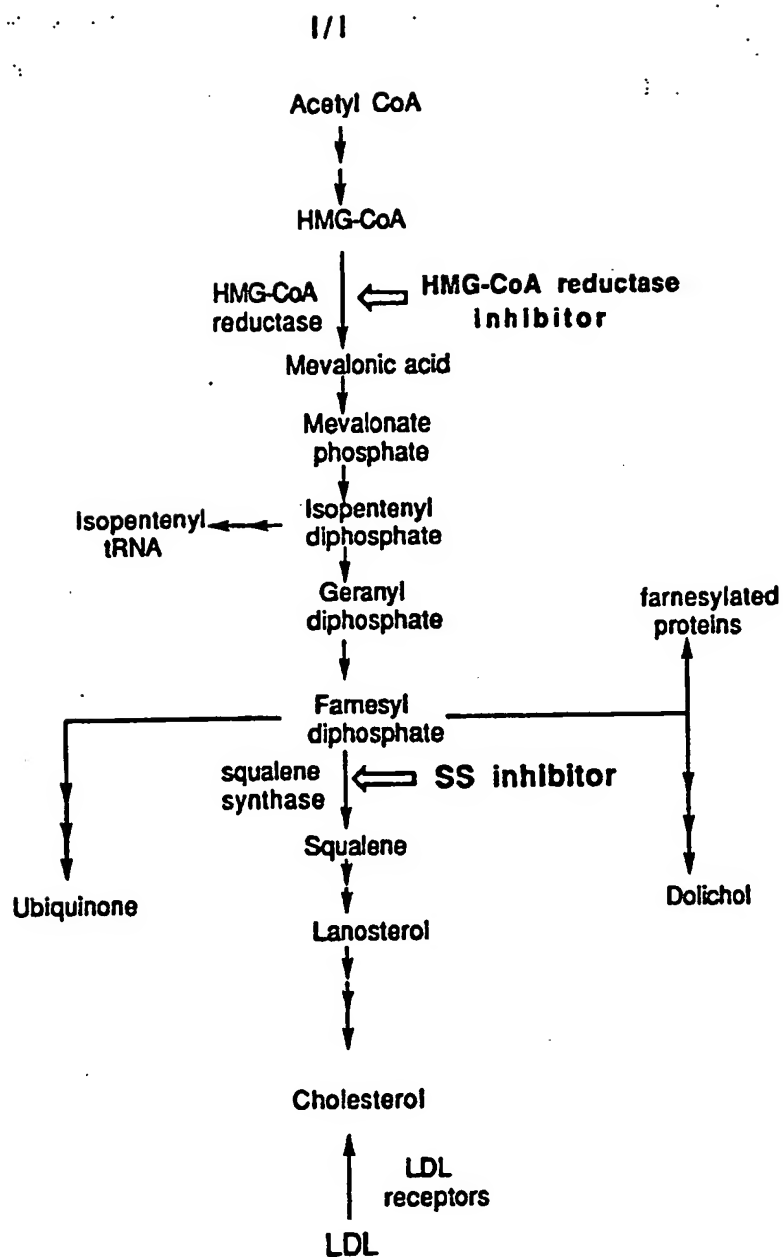 1/1
Acetyl CoA
HMG-CoA
HMG-CoA
reductase
HMG-CoA reductase
Inhibitor
Mevalonic acid
Mevalonate
phosphate
Isopentenyl
diphosphate
Isopentenyl
tRNA
Geranyl
diphosphate
farnesylated
proteins
Farnesyl
diphosphate
squalene
synthase
SS inhibitor
Squalene
Ubiquinone
Dolichol
Lanosterol
Cholesterol
LDL
receptors
LDL